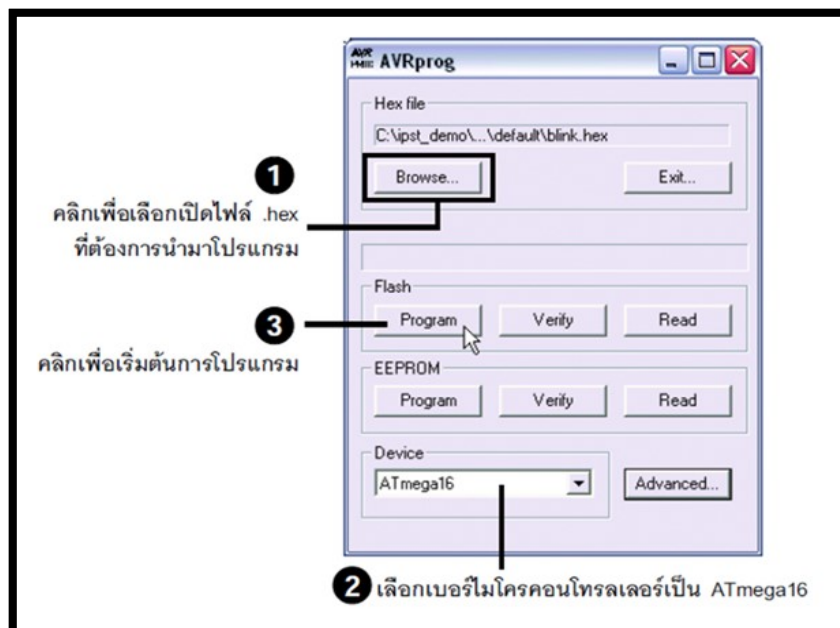 AVR
AVRprog
Hex file
C:\ipst_demo\...\default\blink.hex
Browse...
Exit...
1
คลิกเพื่อเลือกเปิดไฟล์ .hex
ที่ต้องการนำมาโปรแกรม
Flash
Program
Verify
Read
3
คลิกเพื่อเริ่มต้นการโปรแกรม
EEPROM
Program
Verify
Read
Device
ATmega16
Advanced...
2 เลือกเบอร์ไมโครคอนโทรลเลอร์เป็น ATmega16